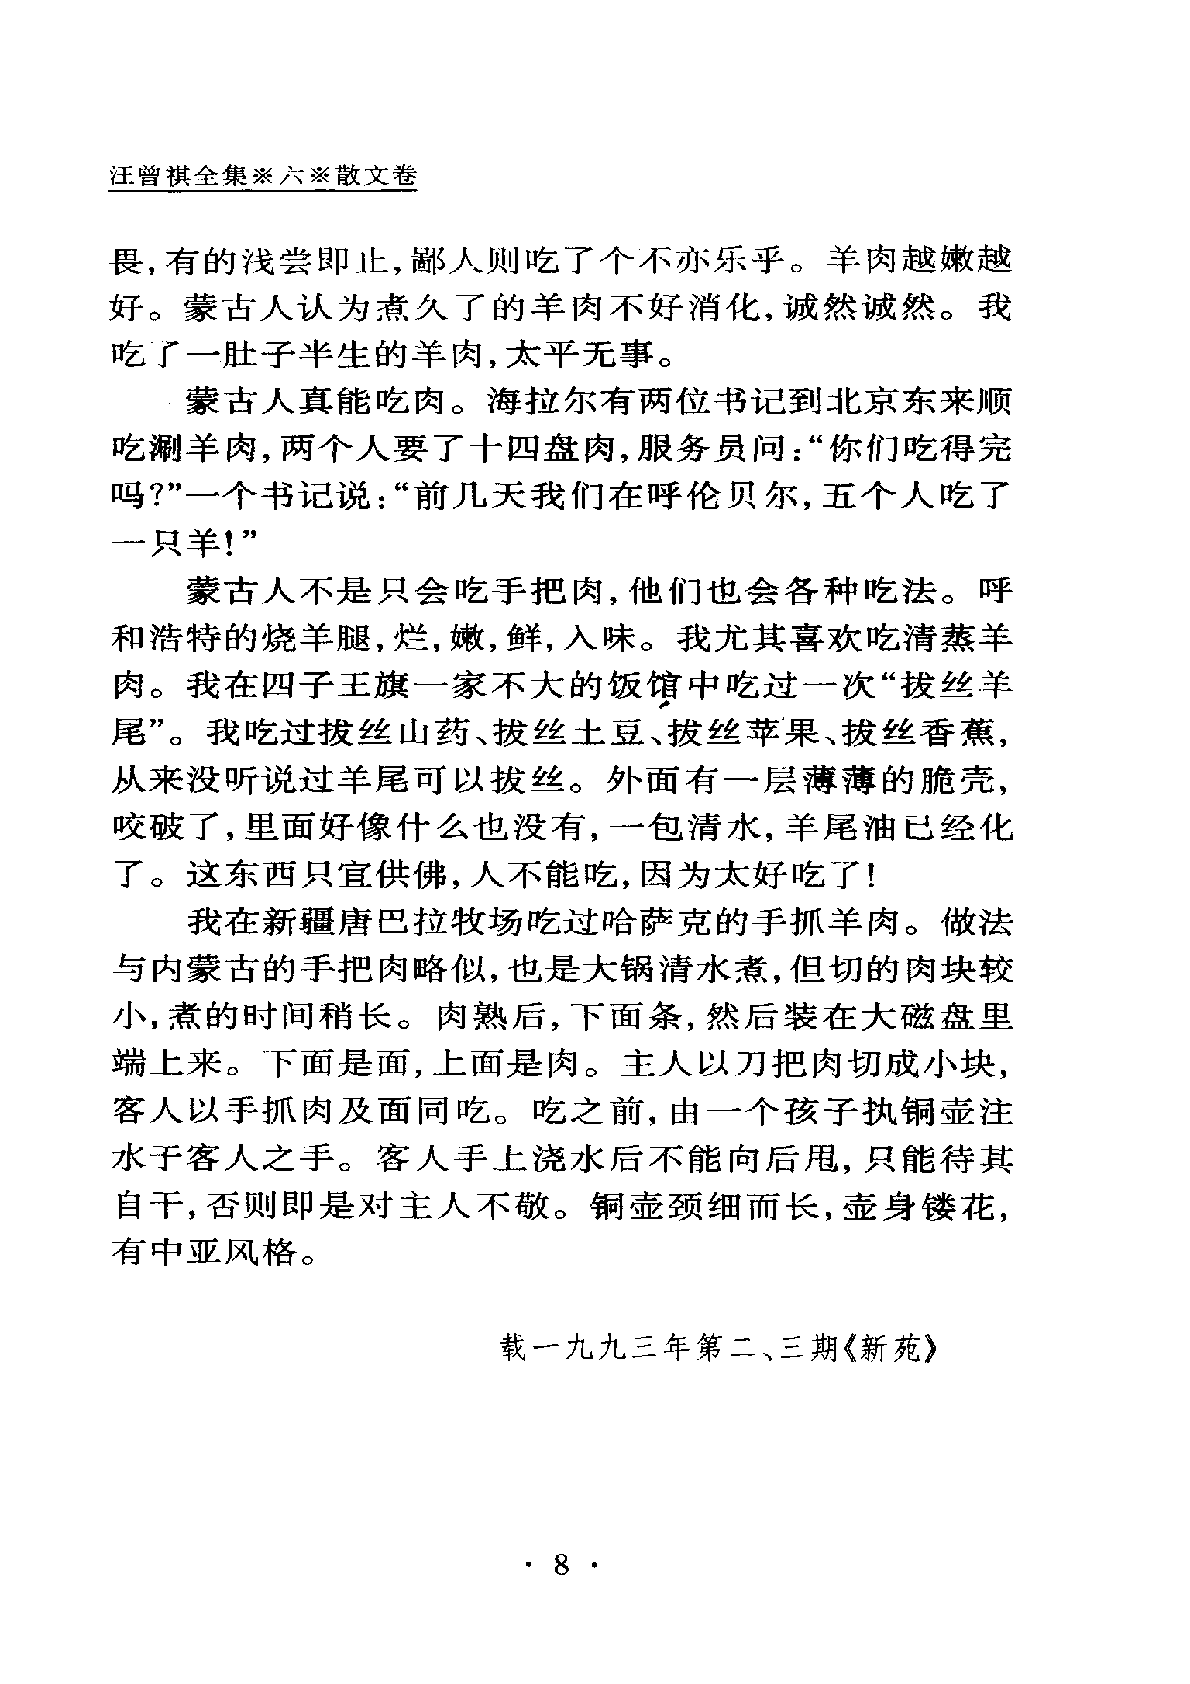 汪曾祺全集※六※散文卷
畏,有的浅尝即止,鄙人则吃了个不亦乐乎。羊肉越嫩越
好。蒙古人认为煮久了的羊肉不好消化,诚然诚然。我
吃了一肚子半生的羊肉,太平无事。
蒙古人真能吃肉。海拉尔有两位书记到北京东来顺
吃涮羊肉,两个人要了十四盘肉,服务员问:“你们吃得完
吗?”一个书记说:“前几天我们在呼伦贝尔,五个人吃了
一只羊!”
蒙古人不是只会吃手把肉,他们也会各种吃法。呼
和浩特的烧羊腿,烂,嫩,鲜,入味。我尤其喜欢吃清蒸羊
肉。我在四子王旗一家不大的饭馆中吃过一次“拔丝羊
尾”。我吃过拔丝山药、拔丝土豆、拔丝苹果、拔丝香蕉,
从来没听说过羊尾可以拔丝。外面有一层薄薄的脆壳,
咬破了,里面好像什么也没有,一包清水,羊尾油已经化
了。这东西只宜供佛,人不能吃,因为太好吃了!
我在新疆唐巴拉牧场吃过哈萨克的手抓羊肉。做法
与内蒙古的手把肉略似,也是大锅清水煮,但切的肉块较
小,煮的时间稍长。肉熟后,下面条,然后装在大磁盘里
端上来。下面是面,上面是肉。主人以刀把肉切成小块,
客人以手抓肉及面同吃。吃之前,由一个孩子执铜壶注
水于客人之手。客人手上浇水后不能向后甩,只能待其
自干,否则即是对主人不敬。铜壶颈细而长,壶身镂花,
有中亚风格。
载一九九三年第二、三期《新苑》
· 8 ·